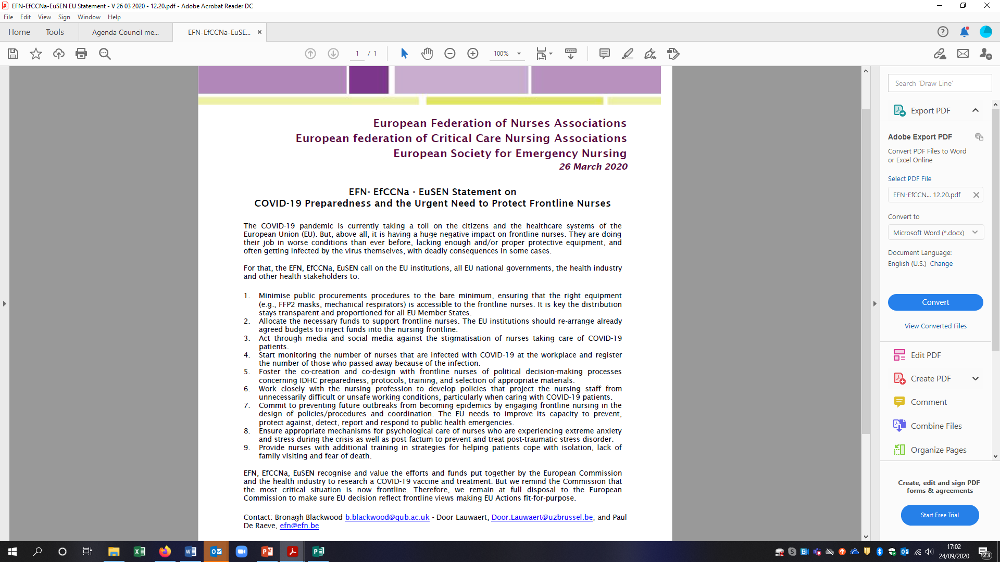 EFN-EfCCNa-EuSEN EU Statement - V 26 03 2020 - 12.20.pdf - Adobe Acrobat Reader DC
File Edit View Sign Window Help
Home Tools Agenda Council me... EFN-EfCCNa-EuSE... ×
1 / 1 100%
European Federation of Nurses Associations
European federation of Critical Care Nursing Associations
European Society for Emergency Nursing
26 March 2020
EFN- EfCCNa - EuSEN Statement on
COVID-19 Preparedness and the Urgent Need to Protect Frontline Nurses
The COVID-19 pandemic is currently taking a toll on the citizens and the healthcare systems of the
European Union (EU). But, above all, it is having a huge negative impact on frontline nurses. They are doing
their job in worse conditions than ever before, lacking enough and/or proper protective equipment, and
often getting infected by the virus themselves, with deadly consequences in some cases.
For that, the EFN, EfCCNa, EuSEN call on the EU institutions, all EU national governments, the health industry
and other health stakeholders to:
1. Minimise public procurements procedures to the bare minimum, ensuring that the right equipment
(e.g., FFP2 masks, mechanical respirators) is accessible to the frontline nurses. It is key the distribution
stays transparent and proportioned for all EU Member States.
2. Allocate the necessary funds to support frontline nurses. The EU institutions should re-arrange already
agreed budgets to inject funds into the nursing frontline.
3. Act through media and social media against the stigmatisation of nurses taking care of COVID-19
patients.
4. Start monitoring the number of nurses that are infected with COVID-19 at the workplace and register
the number of those who passed away because of the infection.
5. Foster the co-creation and co-design with frontline nurses of political decision-making processes
concerning IDHC preparedness, protocols, training, and selection of appropriate materials.
6. Work closely with the nursing profession to develop policies that project the nursing staff from
unnecessarily difficult or unsafe working conditions, particularly when caring with COVID-19 patients.
7. Commit to preventing future outbreaks from becoming epidemics by engaging frontline nursing in the
design of policies/procedures and coordination. The EU needs to improve its capacity to prevent,
protect against, detect, report and respond to public health emergencies.
8. Ensure appropriate mechanisms for psychological care of nurses who are experiencing extreme anxiety
and stress during the crisis as well as post factum to prevent and treat post-traumatic stress disorder.
9. Provide nurses with additional training in strategies for helping patients cope with isolation, lack of
family visiting and fear of death.
EFN, EfCCNa, EuSEN recognise and value the efforts and funds put together by the European Commission
and the health industry to research a COVID-19 vaccine and treatment. But we remind the Commission that
the most critical situation is now frontline. Therefore, we remain at full disposal to the European
Commission to make sure EU decision reflect frontline views making EU Actions fit-for-purpose.
Contact: Bronagh Blackwood b.blackwood@qub.ac.uk - Door Lauwaert, Door.Lauwaert@uzbrussel.be; and Paul
De Raeve, efn@efn.be
Search 'Draw Line'
Export PDF
Adobe Export PDF
Convert PDF Files to Word
or Excel Online
Select PDF File
EFN-EfCCN... 12.20.pdf
Convert to
Microsoft Word (*.docx)
Document Language:
English (U.S.) Change
Convert
View Converted Files
Edit PDF
Create PDF
Comment
Combine Files
Organize Pages
Create, edit and sign PDF
forms & agreements
Start Free Trial
17:02
24/09/2020
23